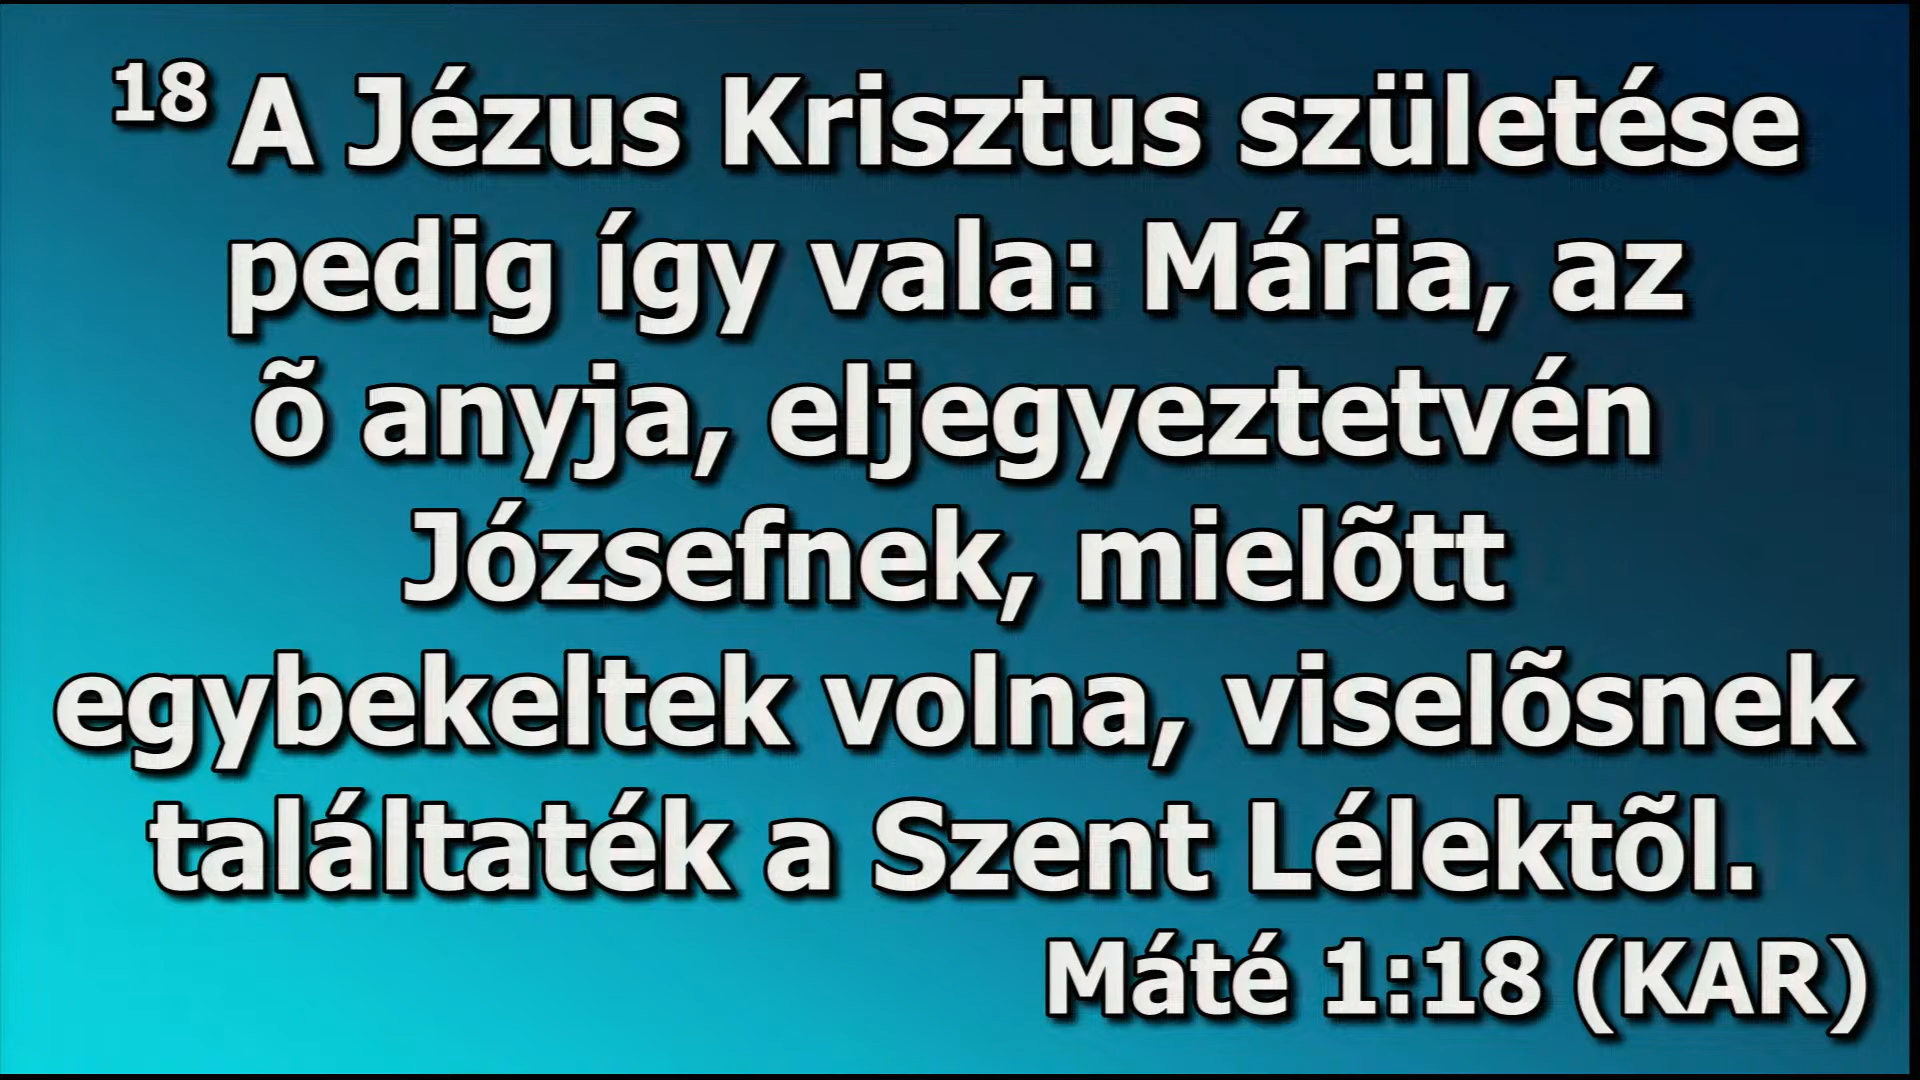 18 A Jézus Krisztus születése
pedig így vala: Mária, az
õ anyja, eljegyeztetvén
Józsefnek, mielõtt
egybekeltek volna, viselõsnek
találtaték a Szent Lélektõl.
Máté 1:18 (KAR)